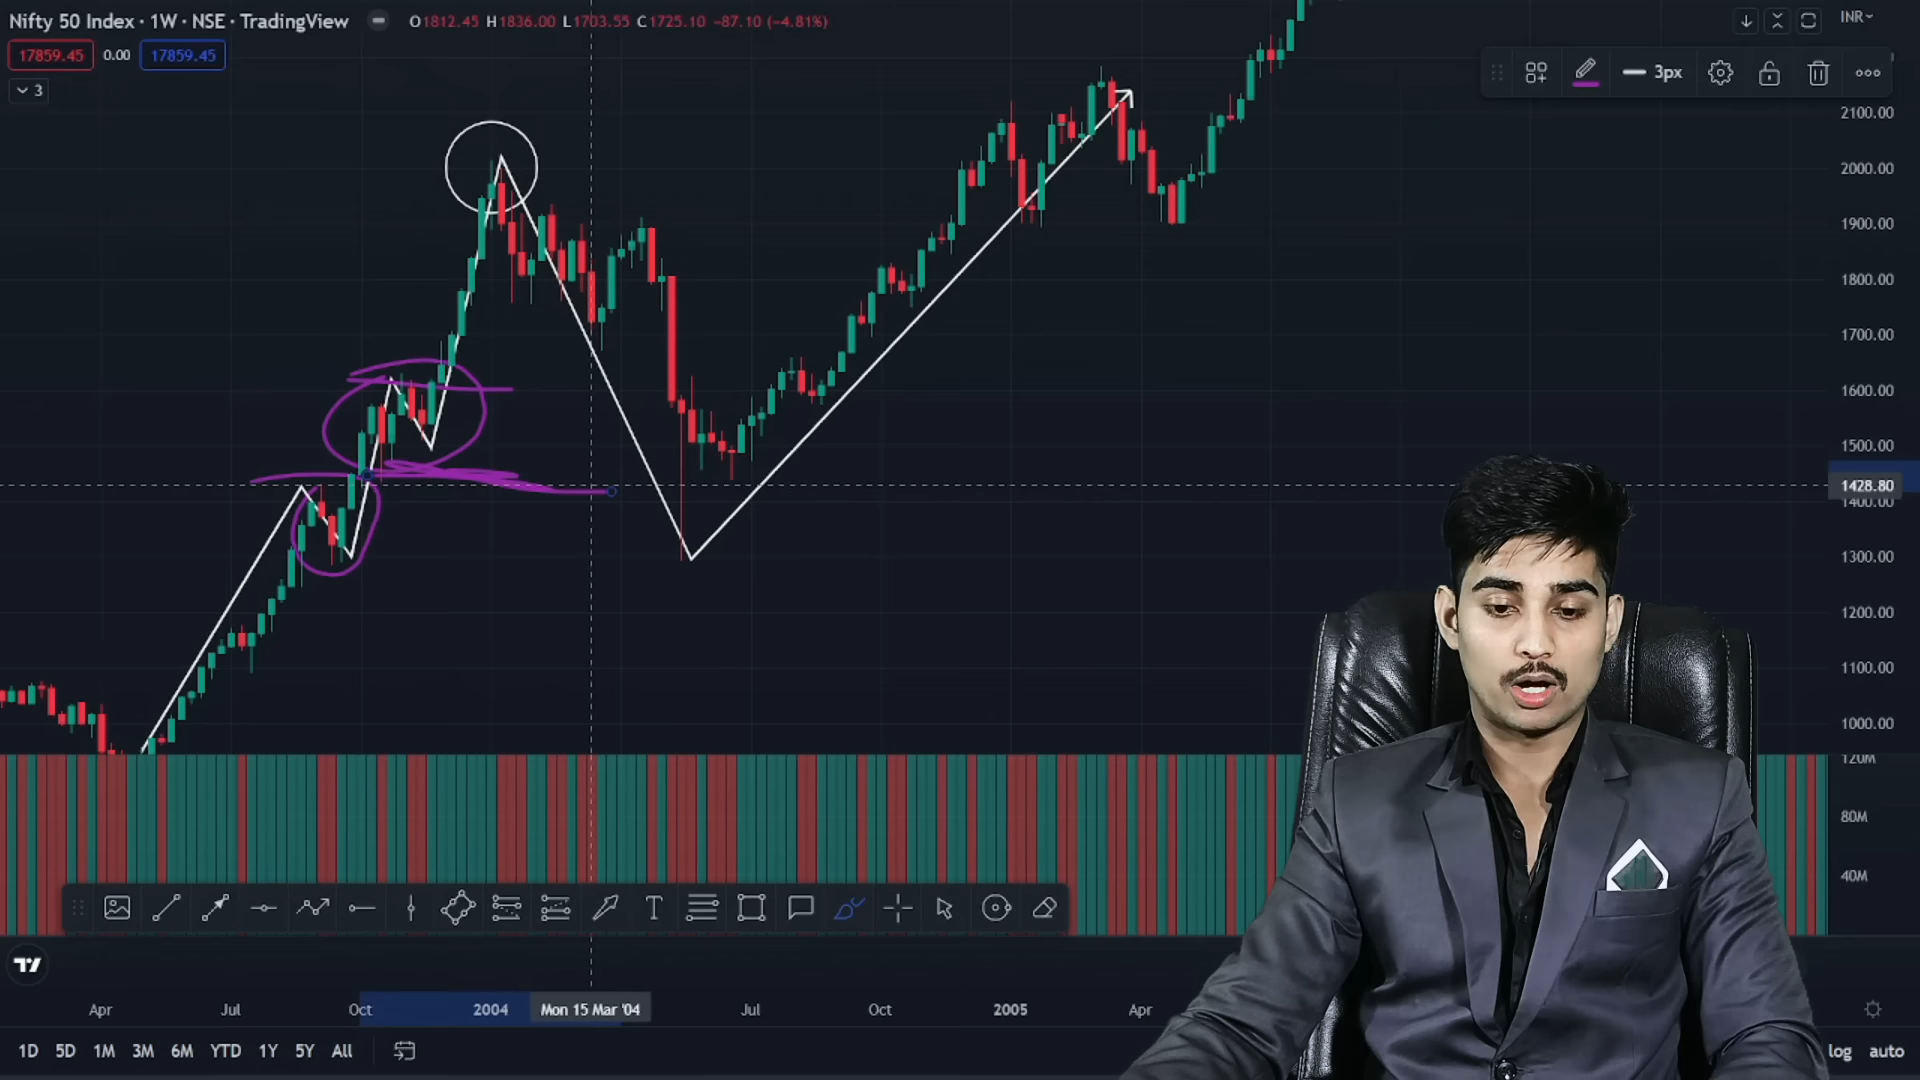 Nifty 50 Index · 1W · NSE · TradingView O1812.45 H1836.00 L1703.55 C1725.10 −87.10 (−4.81%)
INR
17859.45 0.00 17859.45
3px
3
2100.00
2000.00
1900.00
1800.00
1700.00
1600.00
1500.00
1428.80
1400.00
1300.00
1200.00
1100.00
1000.00
120M
80M
40M
T
Apr Jul Oct 2004 Mon 15 Mar '04 Jul Oct 2005 Apr
1D 5D 1M 3M 6M YTD 1Y 5Y All log auto